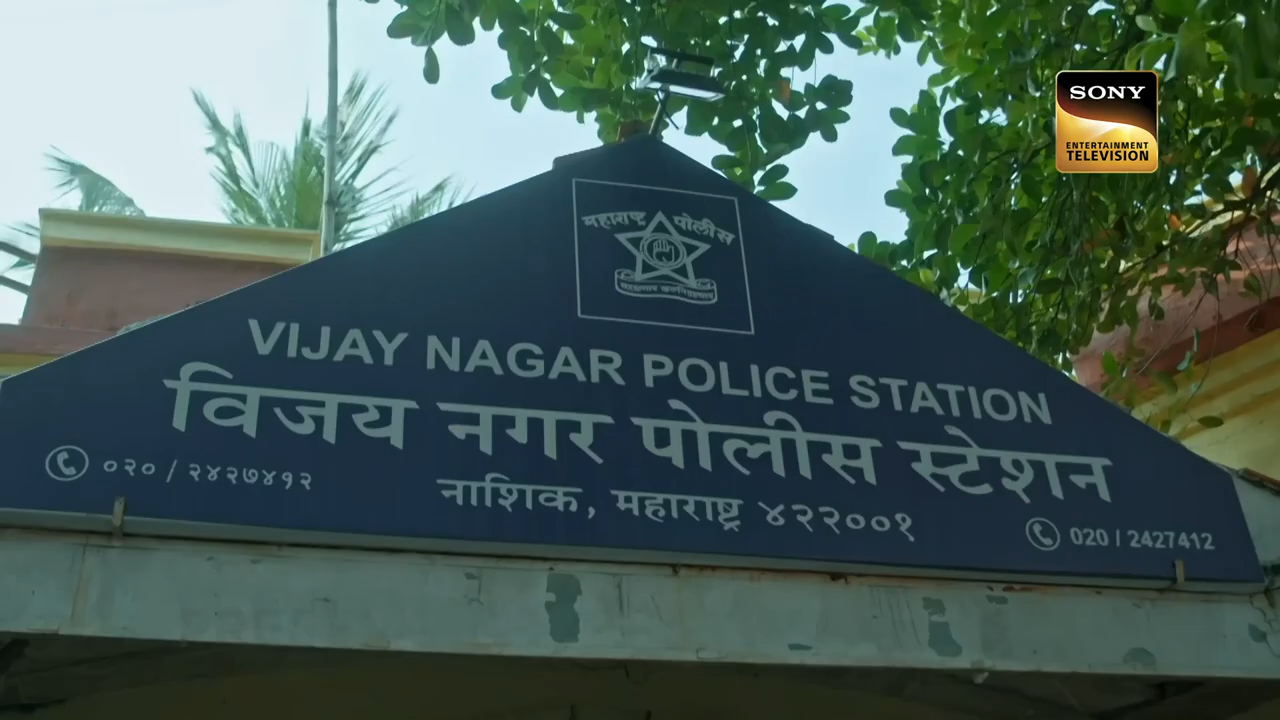 SONY
ENTERTAINMENT
TELEVISION
महाराष्ट्र पोलीस
VIJAY NAGAR POLICE STATION
विजय नगर पोलीस स्टेशन
०२० / २४२७४१२
नाशिक, महाराष्ट्र ४२२००१
020 / 2427412